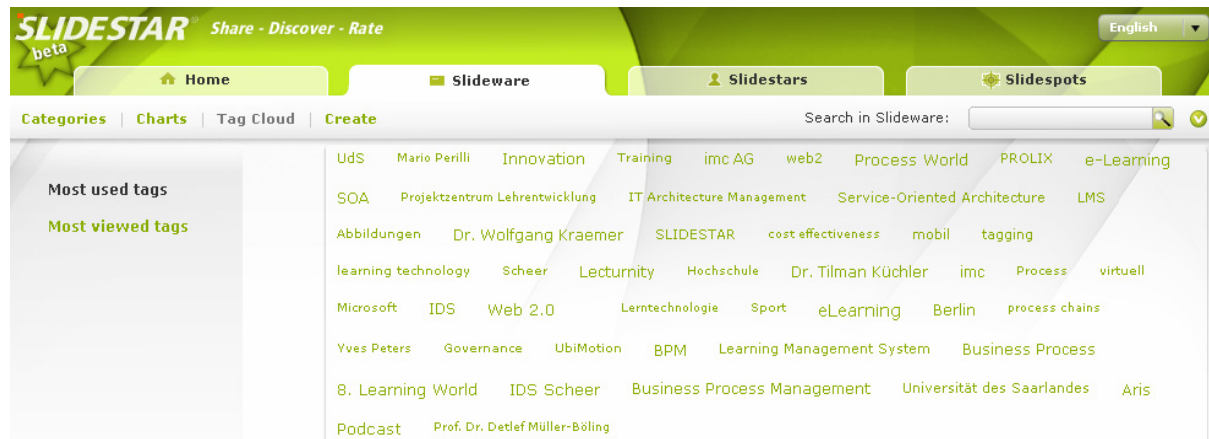 SLIDESTAR® Share - Discover - Rate English
beta
Home Slideware Slidestars Slidespots
Categories | Charts | Tag Cloud | Create Search in Slideware:
UdS Mario Perilli Innovation Training imc AG web2 Process World PROLIX e-Learning
Most used tags
SOA Projektzentrum Lehrentwicklung IT Architecture Management Service-Oriented Architecture LMS
Most viewed tags
Abbildungen Dr. Wolfgang Kraemer SLIDESTAR cost effectiveness mobil tagging
learning technology Scheer Lecturnity Hochschule Dr. Tilman Küchler imc Process virtuell
Microsoft IDS Web 2.0 Lerntechnologie Sport eLearning Berlin process chains
Yves Peters Governance UbiMotion BPM Learning Management System Business Process
8. Learning World IDS Scheer Business Process Management Universität des Saarlandes Aris
Podcast Prof. Dr. Detlef Müller-Böling